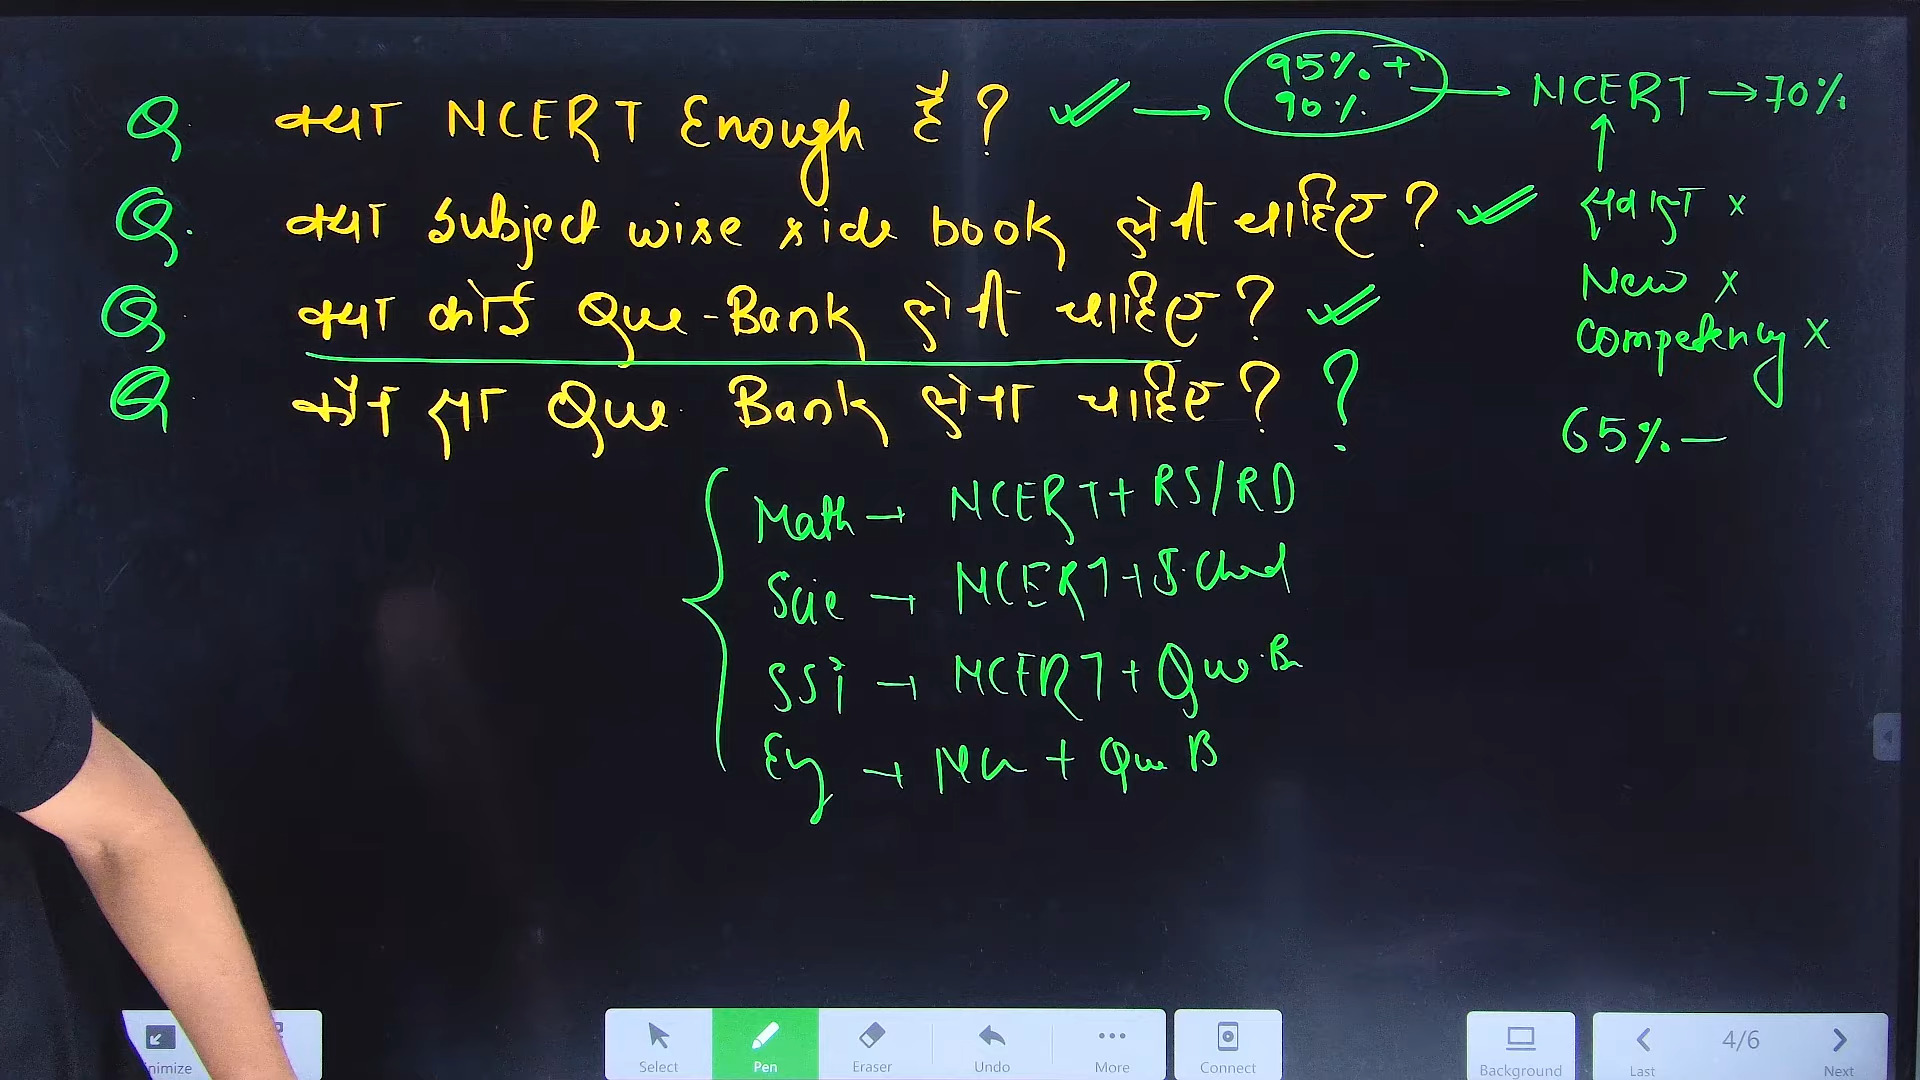 Q. क्या NCERT Enough है ? → 95%.+ 90%. → NCERT → 70%.
Q. क्या subject wise side book होनी चाहिए ? x
New x
Q. क्या कोई Que-Bank होनी चाहिए ? competency x
Q. कौन सा Que. Bank होना चाहिए ? ?
65%.—
Math → NCERT + RS/RD
Scie → NCERT + S.Chand
SST → NCERT + Que.B
Eng → + Que B
Minimize
Select
Pen
Eraser
Undo
More
Connect
Background
4/6
Last
Next